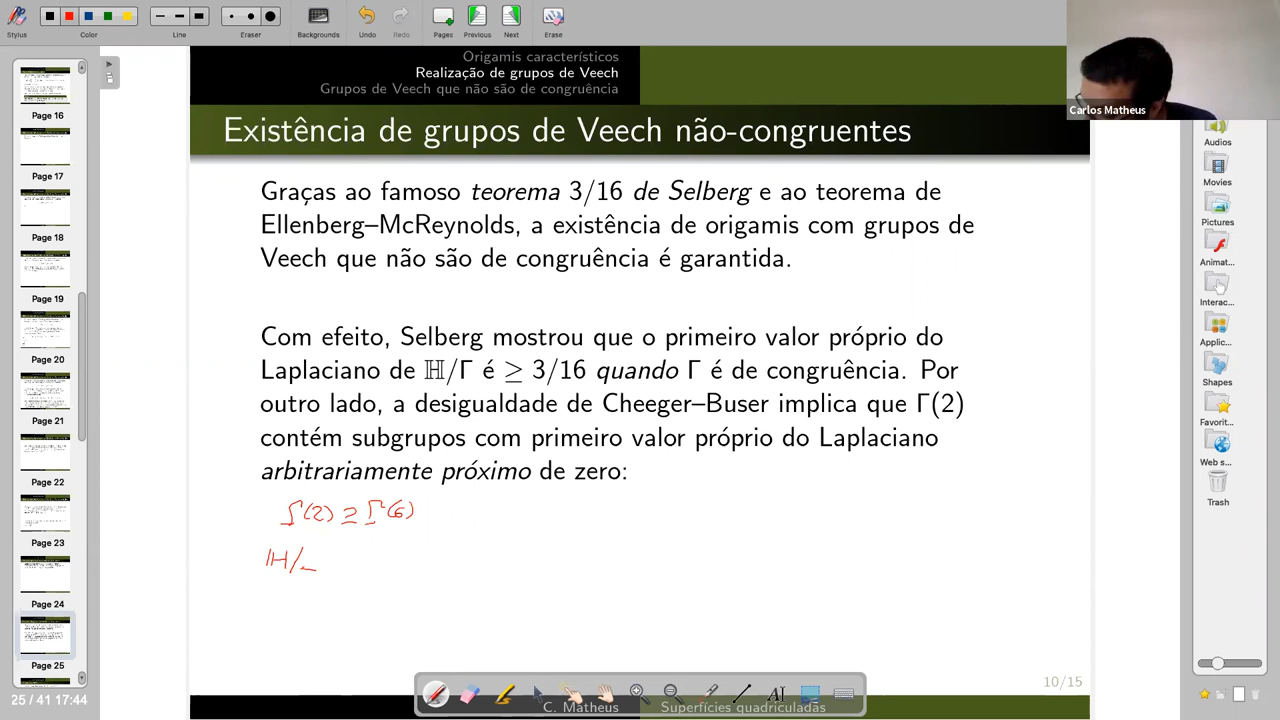 Stylus
Color
Line
Eraser
Backgrounds
Undo
Redo
Pages
Previous
Next
Erase
Page 16
Page 17
Page 18
Page 19
Page 20
Page 21
Page 22
Page 23
Page 24
Page 25
25 / 41 17:44
Origamis característicos
Realização de grupos de Veech
Grupos de Veech que não são de congruência
Existência de grupos de Veech não-congruentes
Graças ao famoso teorema 3/16 de Selberg e ao teorema de
Ellenberg–McReynolds, a existência de origamis com grupos de
Veech que não são de congruência é garantida.
Com efeito, Selberg mostrou que o primeiro valor próprio do
Laplaciano de ℍ/Γ é ≥ 3/16 quando Γ é de congruência. Por
outro lado, a desigualdade de Cheeger–Buser implica que Γ(2)
contém subgrupos com primeiro valor próprio do Laplaciano
arbitrariamente próximo de zero:
Γ(2) ⊇ Γ(6)
ℍ/
10/15
C. Matheus
Superfícies quadriculadas
Carlos Matheus
Audios
Movies
Pictures
Animat...
Interac...
Applic...
Shapes
Favorit...
Web s...
Trash